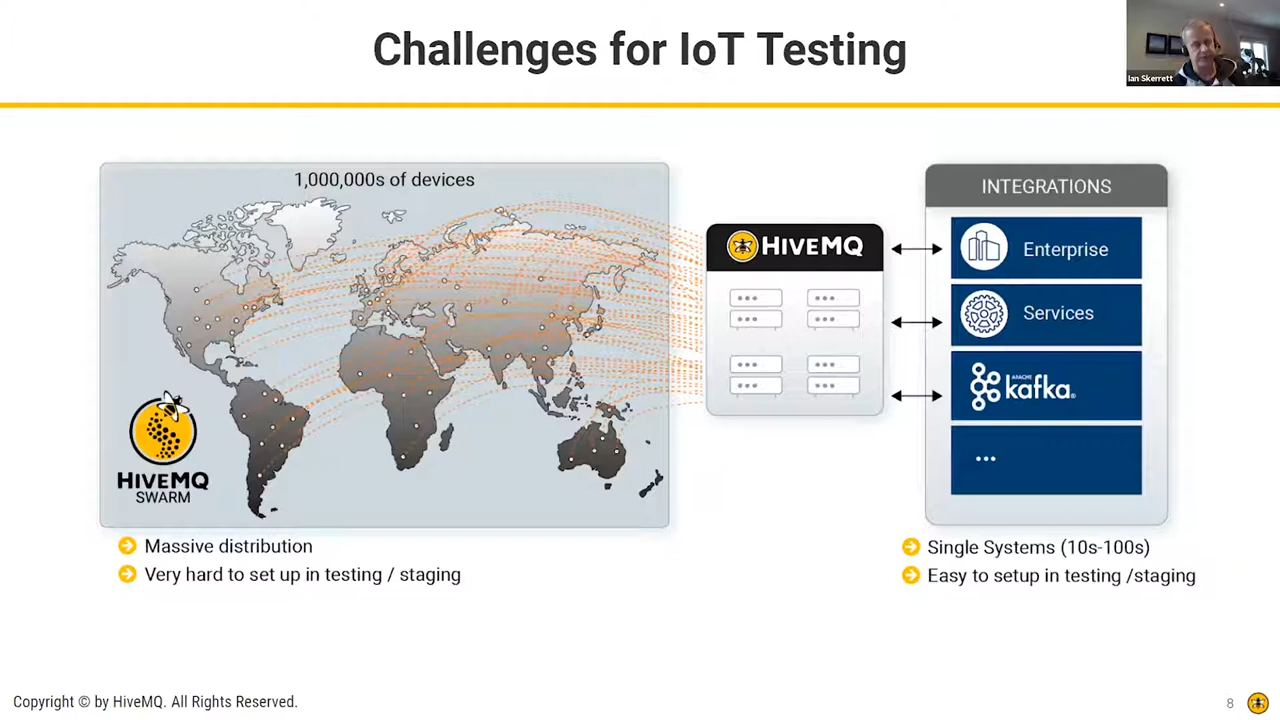 Challenges for IoT Testing
Ian Skerrett
1,000,000s of devices
HIVEMQ
SWARM
HIVEMQ
INTEGRATIONS
Enterprise
Services
APACHE
kafka®
...
Massive distribution
Very hard to set up in testing / staging
Single Systems (10s-100s)
Easy to setup in testing /staging
Copyright © by HiveMQ. All Rights Reserved.
8